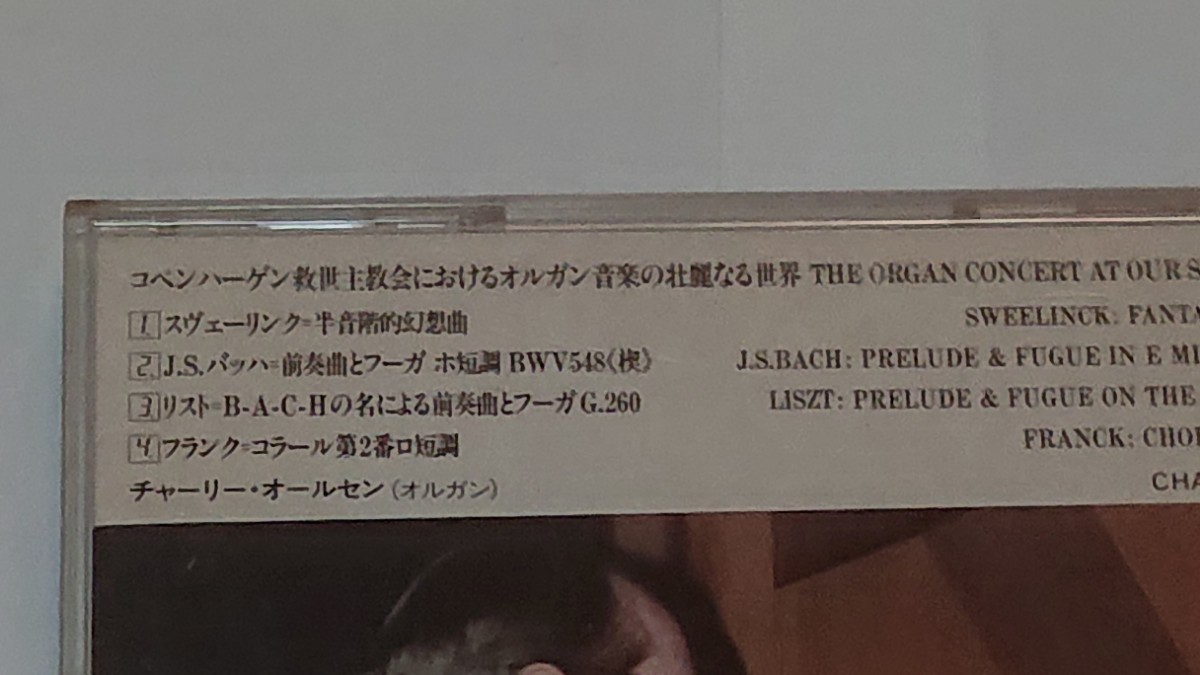 コペンハーゲン救世主教会におけるオルガン音楽の壮麗なる世界 THE ORGAN CONCERT AT OUR S
1. スヴェーリンク=半音階的幻想曲 SWEELINCK: FANTA
2. J.S.バッハ=前奏曲とフーガ ホ短調 BWV548《楔》 J.S.BACH: PRELUDE & FUGUE IN E MI
3. リスト=B-A-C-Hの名による前奏曲とフーガ G.260 LISZT: PRELUDE & FUGUE ON THE
4. フランク=コラール第2番ロ短調 FRANCK: CHO
チャーリー・オールセン(オルガン) CHA